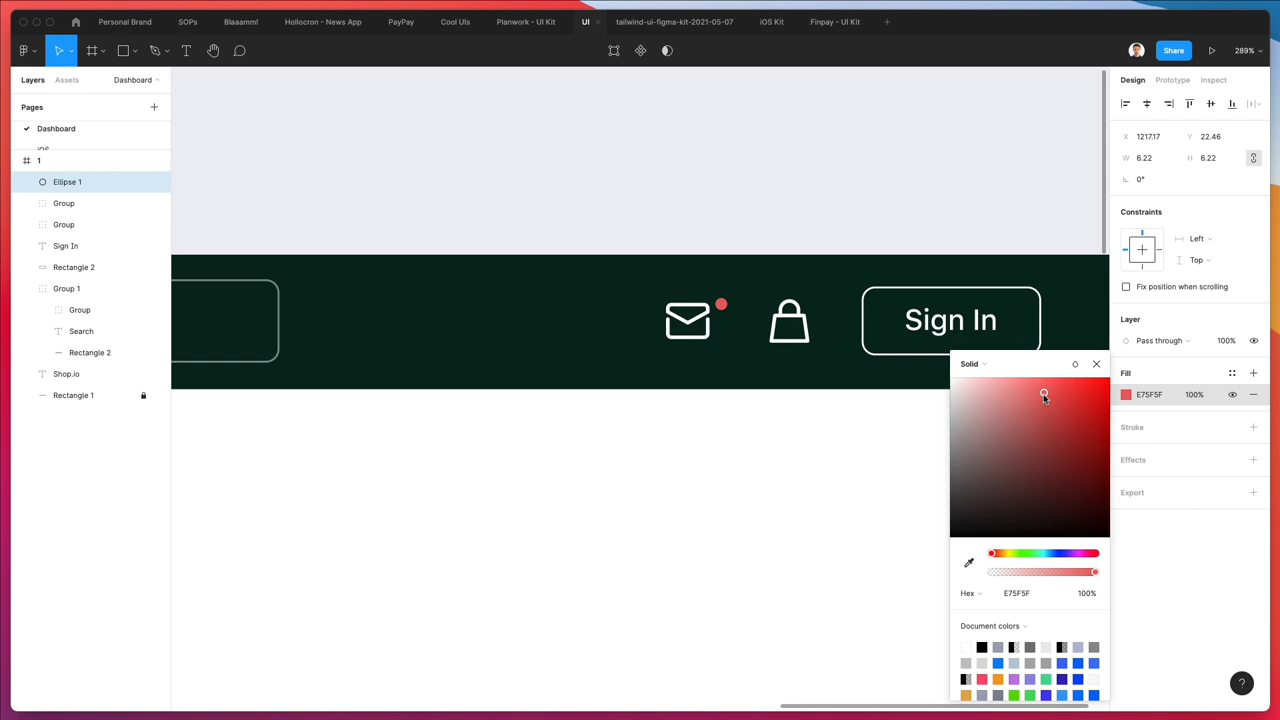 Personal Brand SOPs Blaaamm! Hollocron - News App PayPay Cool UIs Planwork - UI Kit UI tailwind-ui-figma-kit-2021-05-07 iOS Kit Finpay - UI Kit
Share 289%
Layers Assets Dashboard
Pages
Dashboard
iOS
1
Ellipse 1
Group
Group
Sign In
Rectangle 2
Group 1
Group
Search
Rectangle 2
Shop.io
Rectangle 1
Sign In
Solid
Hex E75F5F 100%
Document colors
Design Prototype Inspect
X 1217.17 Y 22.46
W 6.22 H 6.22
0°
Constraints
Left
Top
Fix position when scrolling
Layer
Pass through 100%
Fill
E75F5F 100%
Stroke
Effects
Export
?